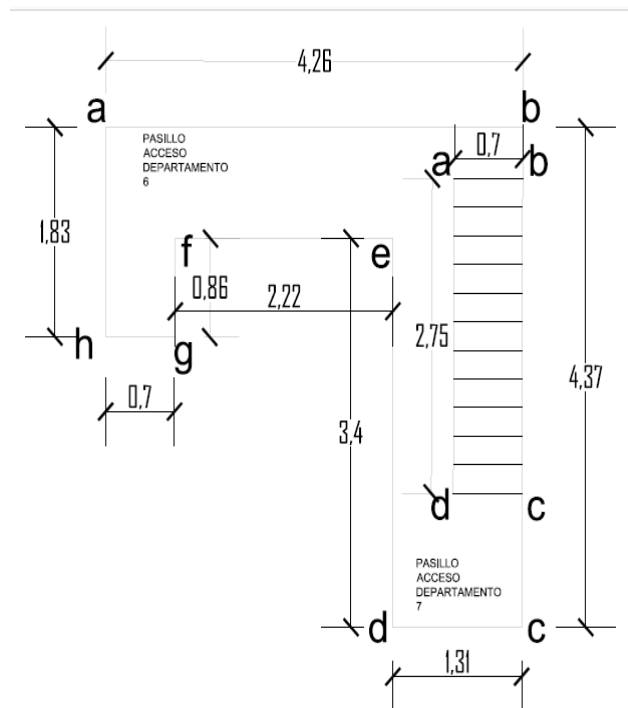 4,26
a
b
PASILLO
ACCESO
DEPARTAMENTO
6
0,7
a
b
1,83
f
e
0,86
2,22
2,75
h
g
4,37
0,7
3,4
d
c
PASILLO
ACCESO
DEPARTAMENTO
7
d
c
1,31